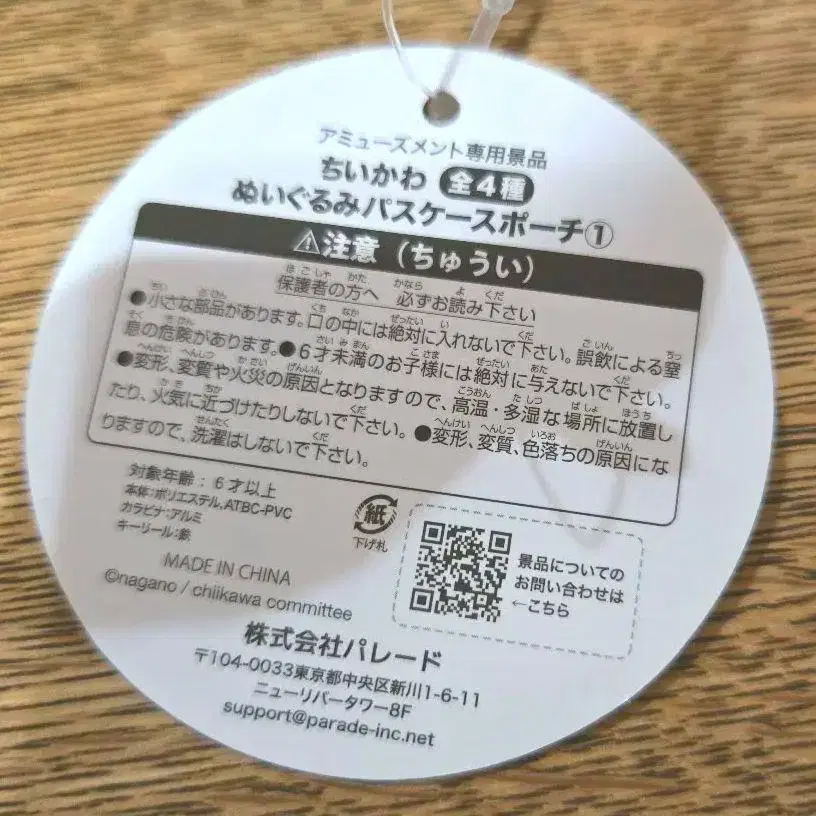 アミューズメント専用景品
ちいかわ 全4種
ぬいぐるみパスケースポーチ①
⚠注意(ちゅうい)
保護者の方へ 必ずお読み下さい
●小さな部品があります。口の中には絶対に入れないで下さい。誤飲による窒
息の危険があります。●6才未満のお子様には絶対に与えないで下さい。
●変形、変質や火災の原因となりますので、高温・多湿な場所に放置し
たり、火気に近づけたりしないで下さい。●変形、変質、色落ちの原因にな
りますので、洗濯はしないで下さい。
対象年齢:6才以上
本体:ポリエステル,ATBC-PVC
カラビナ:アルミ
キーリール:鉄
紙
下げ札
MADE IN CHINA
©nagano / chiikawa committee
景品についての
お問い合わせは
←こちら
株式会社パレード
〒104-0033東京都中央区新川1-6-11
ニューリバータワー8F
support@parade-inc.net